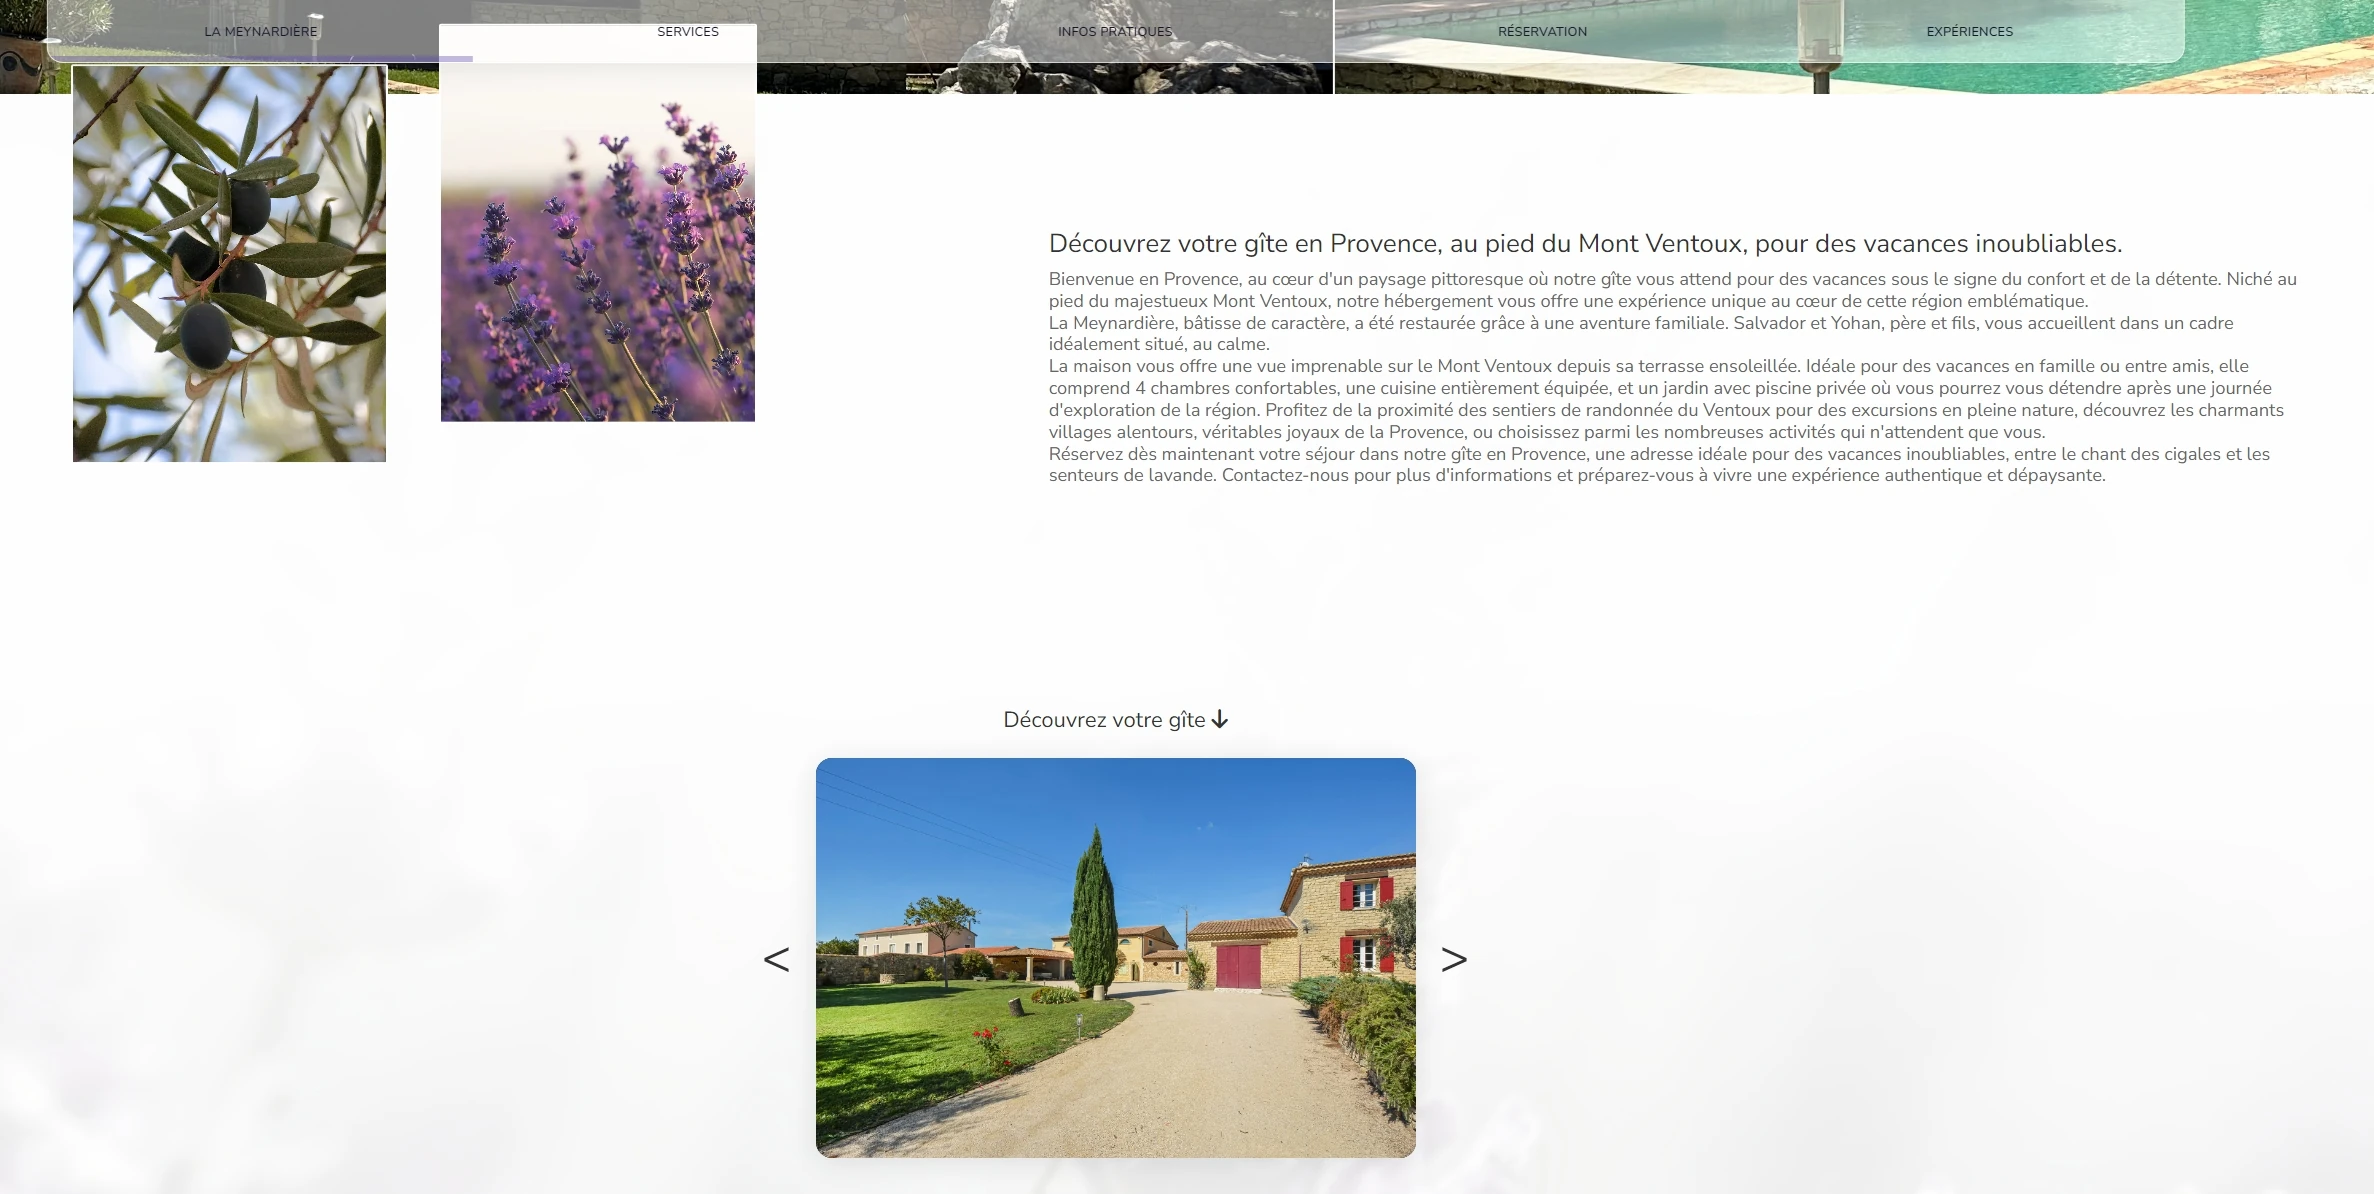 LA MEYNARDIÈRE SERVICES INFOS PRATIQUES RÉSERVATION EXPÉRIENCES
Découvrez votre gîte en Provence, au pied du Mont Ventoux, pour des vacances inoubliables.
Bienvenue en Provence, au cœur d'un paysage pittoresque où notre gîte vous attend pour des vacances sous le signe du confort et de la détente. Niché au
pied du majestueux Mont Ventoux, notre hébergement vous offre une expérience unique au cœur de cette région emblématique.
La Meynardière, bâtisse de caractère, a été restaurée grâce à une aventure familiale. Salvador et Yohan, père et fils, vous accueillent dans un cadre
idéalement situé, au calme.
La maison vous offre une vue imprenable sur le Mont Ventoux depuis sa terrasse ensoleillée. Idéale pour des vacances en famille ou entre amis, elle
comprend 4 chambres confortables, une cuisine entièrement équipée, et un jardin avec piscine privée où vous pourrez vous détendre après une journée
d'exploration de la région. Profitez de la proximité des sentiers de randonnée du Ventoux pour des excursions en pleine nature, découvrez les charmants
villages alentours, véritables joyaux de la Provence, ou choisissez parmi les nombreuses activités qui n'attendent que vous.
Réservez dès maintenant votre séjour dans notre gîte en Provence, une adresse idéale pour des vacances inoubliables, entre le chant des cigales et les
senteurs de lavande. Contactez-nous pour plus d'informations et préparez-vous à vivre une expérience authentique et dépaysante.
Découvrez votre gîte ↓
< >